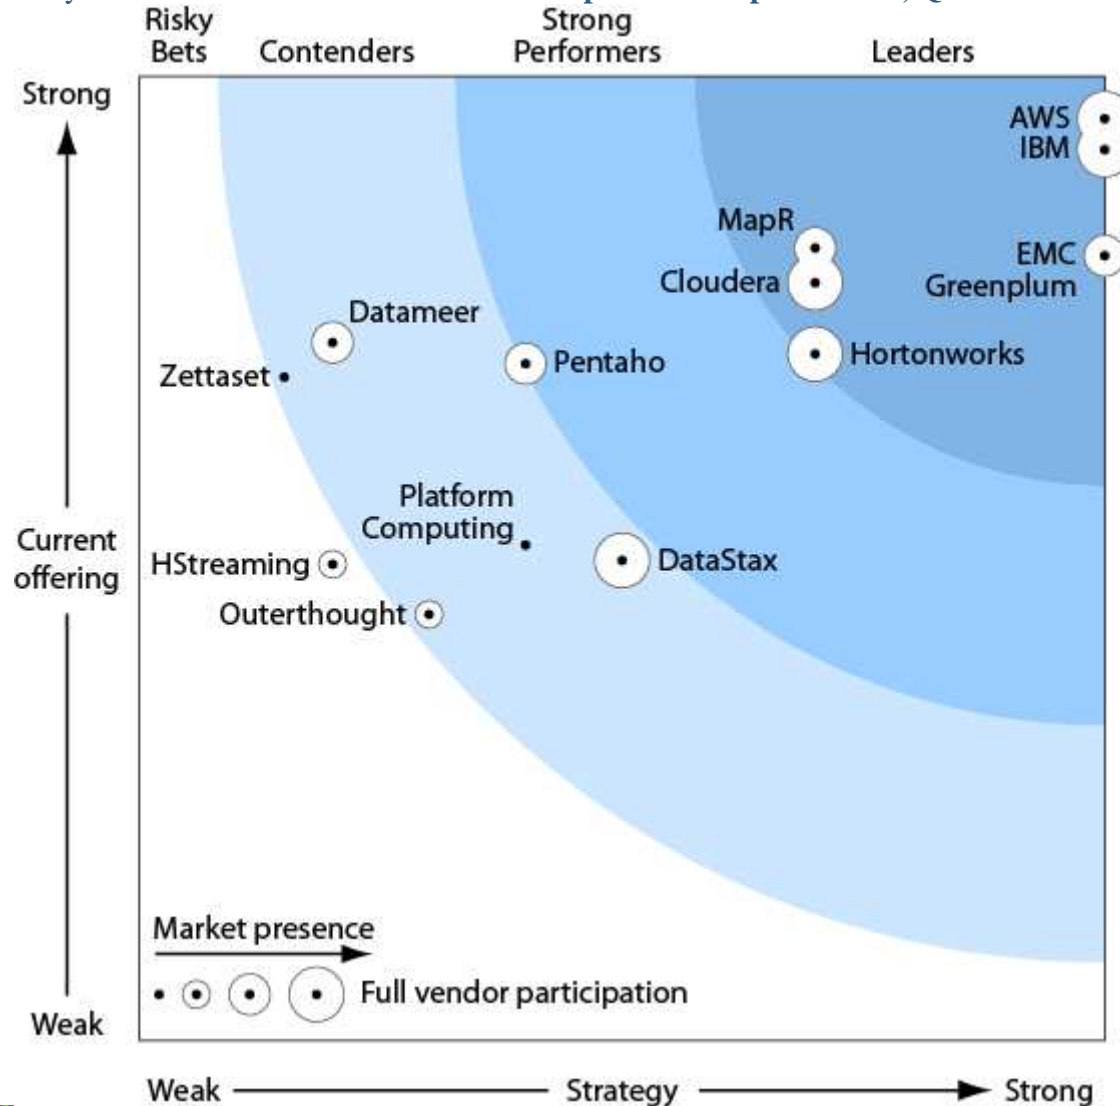 Risky
Bets
Contenders
Strong
Performers
Leaders
Strong
AWS
IBM
MapR
EMC
Greenplum
Cloudera
Datameer
Hortonworks
Pentaho
Zettaset
Platform
Computing
Current
offering
HStreaming
DataStax
Outerthought
Market presence
Full vendor participation
Weak
Weak
Strategy
Strong